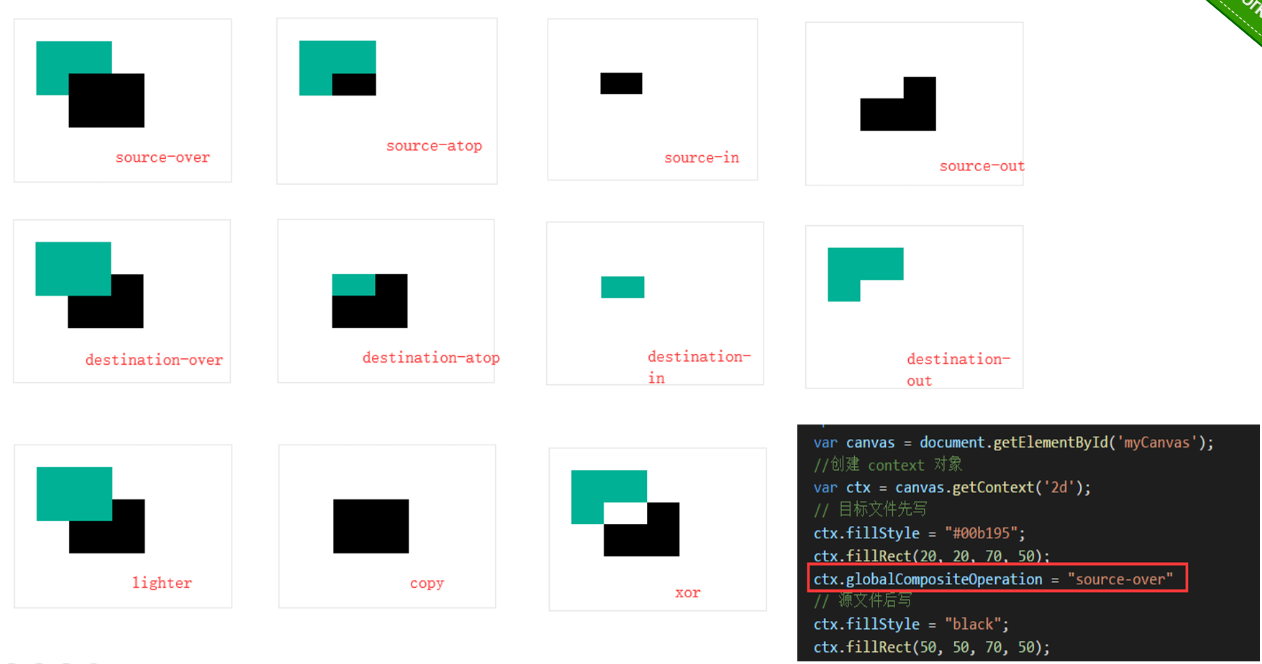 source-over
source-atop
source-in
source-out
destination-over
destination-atop
destination-
in
destination-
out
lighter
copy
xor
var canvas = document.getElementById('myCanvas');
//创建 context 对象
var ctx = canvas.getContext('2d');
// 目标文件先写
ctx.fillStyle = "#00b195";
ctx.fillRect(20, 20, 70, 50);
ctx.globalCompositeOperation = "source-over"
// 源文件后写
ctx.fillStyle = "black";
ctx.fillRect(50, 50, 70, 50);